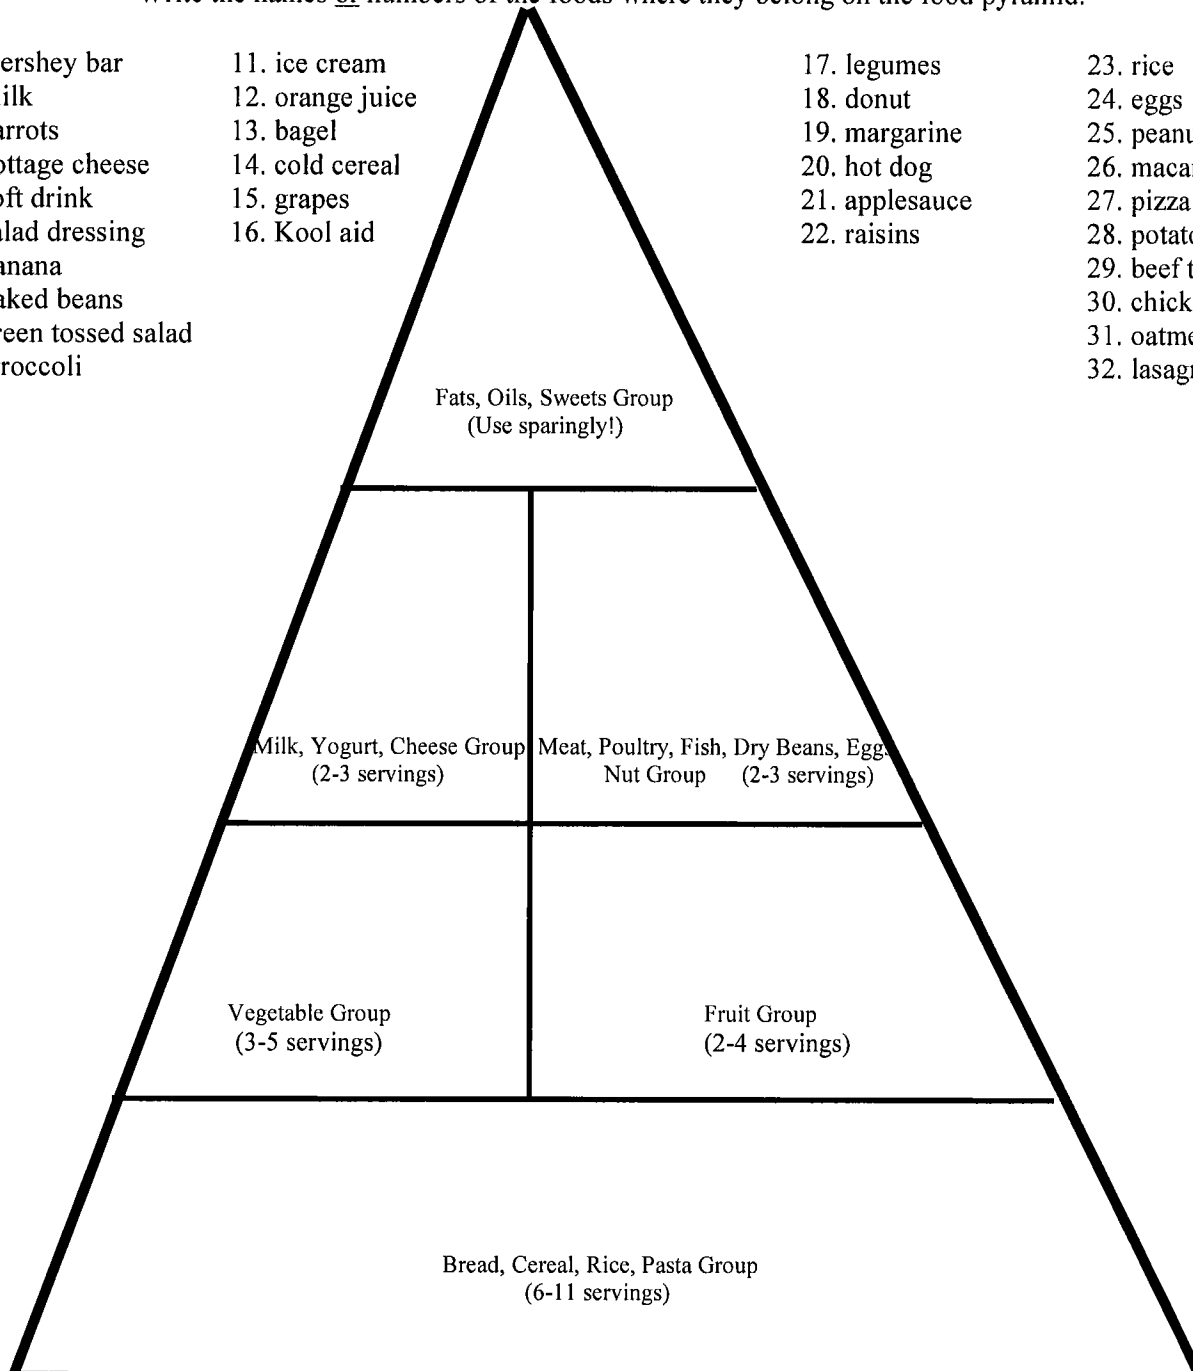 Write the names or numbers of the foods where they belong on the food pyramid.
ershey bar
ilk
arrots
ottage cheese
oft drink
alad dressing
anana
aked beans
reen tossed salad
roccoli
11. ice cream
12. orange juice
13. bagel
14. cold cereal
15. grapes
16. Kool aid
17. legumes
18. donut
19. margarine
20. hot dog
21. applesauce
22. raisins
23. rice
24. eggs
25. peanu
26. maca
27. pizza
28. potato
29. beef t
30. chick
31. oatme
32. lasag
Fats, Oils, Sweets Group
(Use sparingly!)
Milk, Yogurt, Cheese Group
(2-3 servings)
Meat, Poultry, Fish, Dry Beans, Eggs
Nut Group (2-3 servings)
Vegetable Group
(3-5 servings)
Fruit Group
(2-4 servings)
Bread, Cereal, Rice, Pasta Group
(6-11 servings)